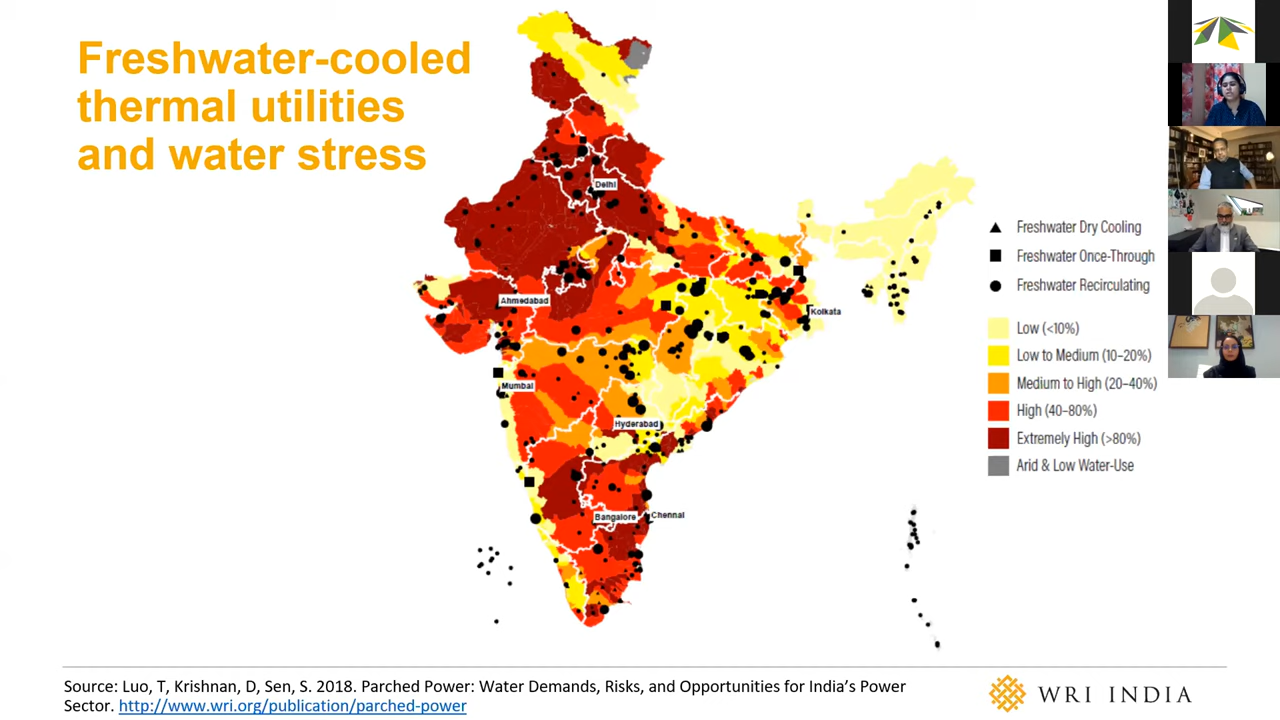 Freshwater-cooled
thermal utilities
and water stress
Delhi
Ahmedabad
Kolkata
Mumbai
Hyderabad
Bangalore
Chennai
Freshwater Dry Cooling
Freshwater Once-Through
Freshwater Recirculating
Low (<10%)
Low to Medium (10–20%)
Medium to High (20–40%)
High (40–80%)
Extremely High (>80%)
Arid & Low Water-Use
Source: Luo, T, Krishnan, D, Sen, S. 2018. Parched Power: Water Demands, Risks, and Opportunities for India’s Power
Sector. http://www.wri.org/publication/parched-power
WRI INDIA